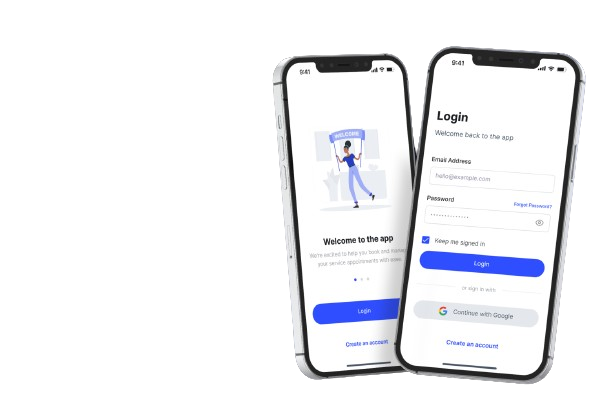 9:41
WELCOME
Welcome to the app
We're excited to help you book and manage
your service appointments with ease.
Login
Create an account
9:41
Login
Welcome back to the app
Email Address
hello@example.com
Password
Forgot Password?
Keep me signed in
Login
or sign in with
Continue with Google
Create an account